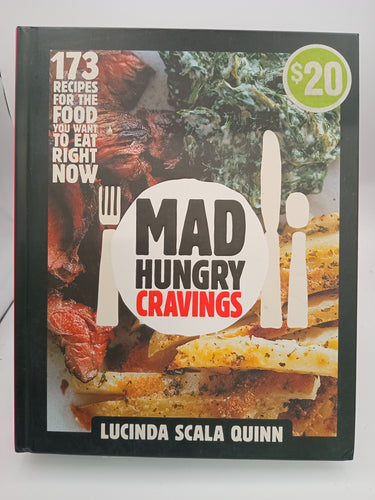 173
RECIPES
FOR THE
FOOD
YOU WANT
TO EAT
RIGHT
NOW
$20
MAD
HUNGRY
CRAVINGS
LUCINDA SCALA QUINN